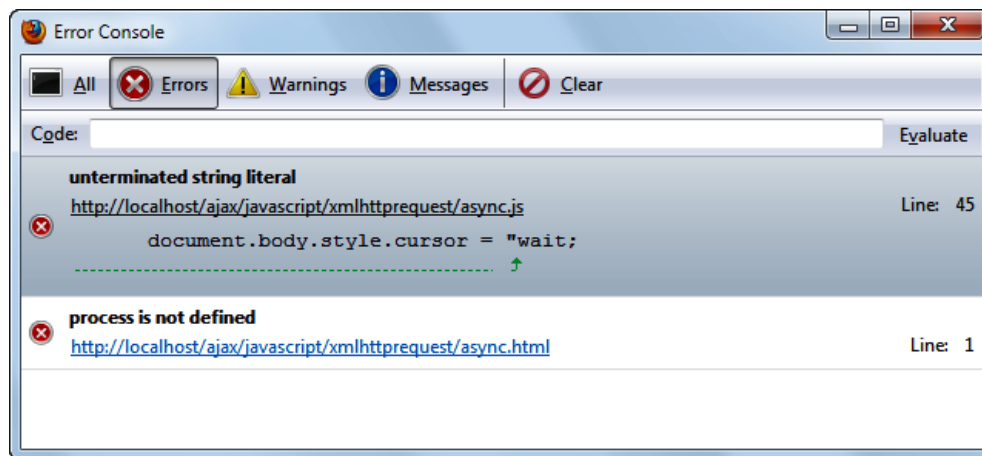 Error Console
All Errors Warnings Messages Clear
Code: Evaluate
unterminated string literal
http://localhost/ajax/javascript/xmlhttprequest/async.js Line: 45
document.body.style.cursor = "wait;
process is not defined
http://localhost/ajax/javascript/xmlhttprequest/async.html Line: 1